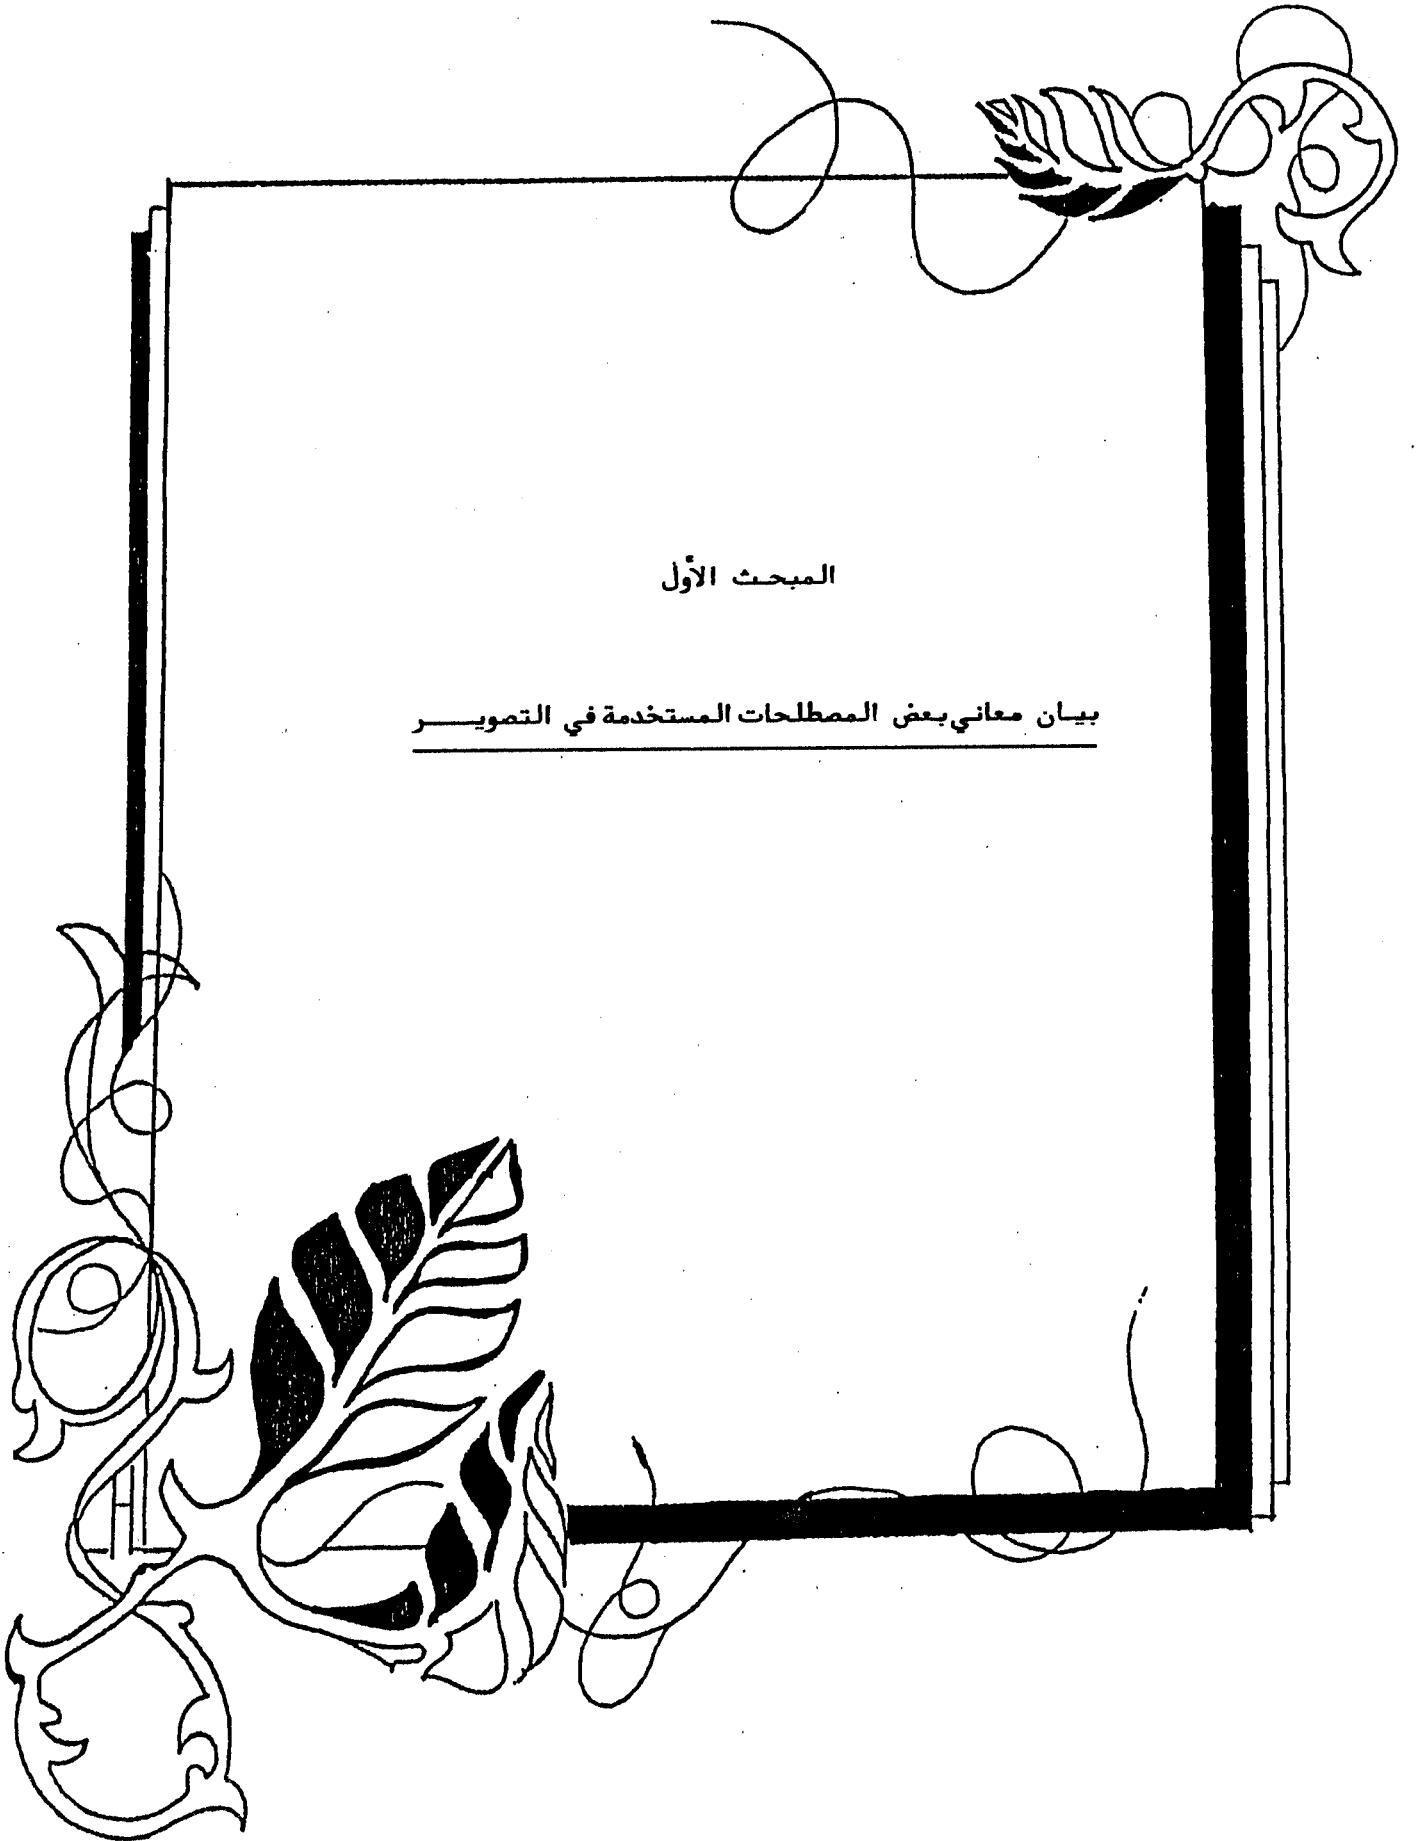 المبحث الأول
بيان معاني بعض المصطلحات المستخدمة في التصوير